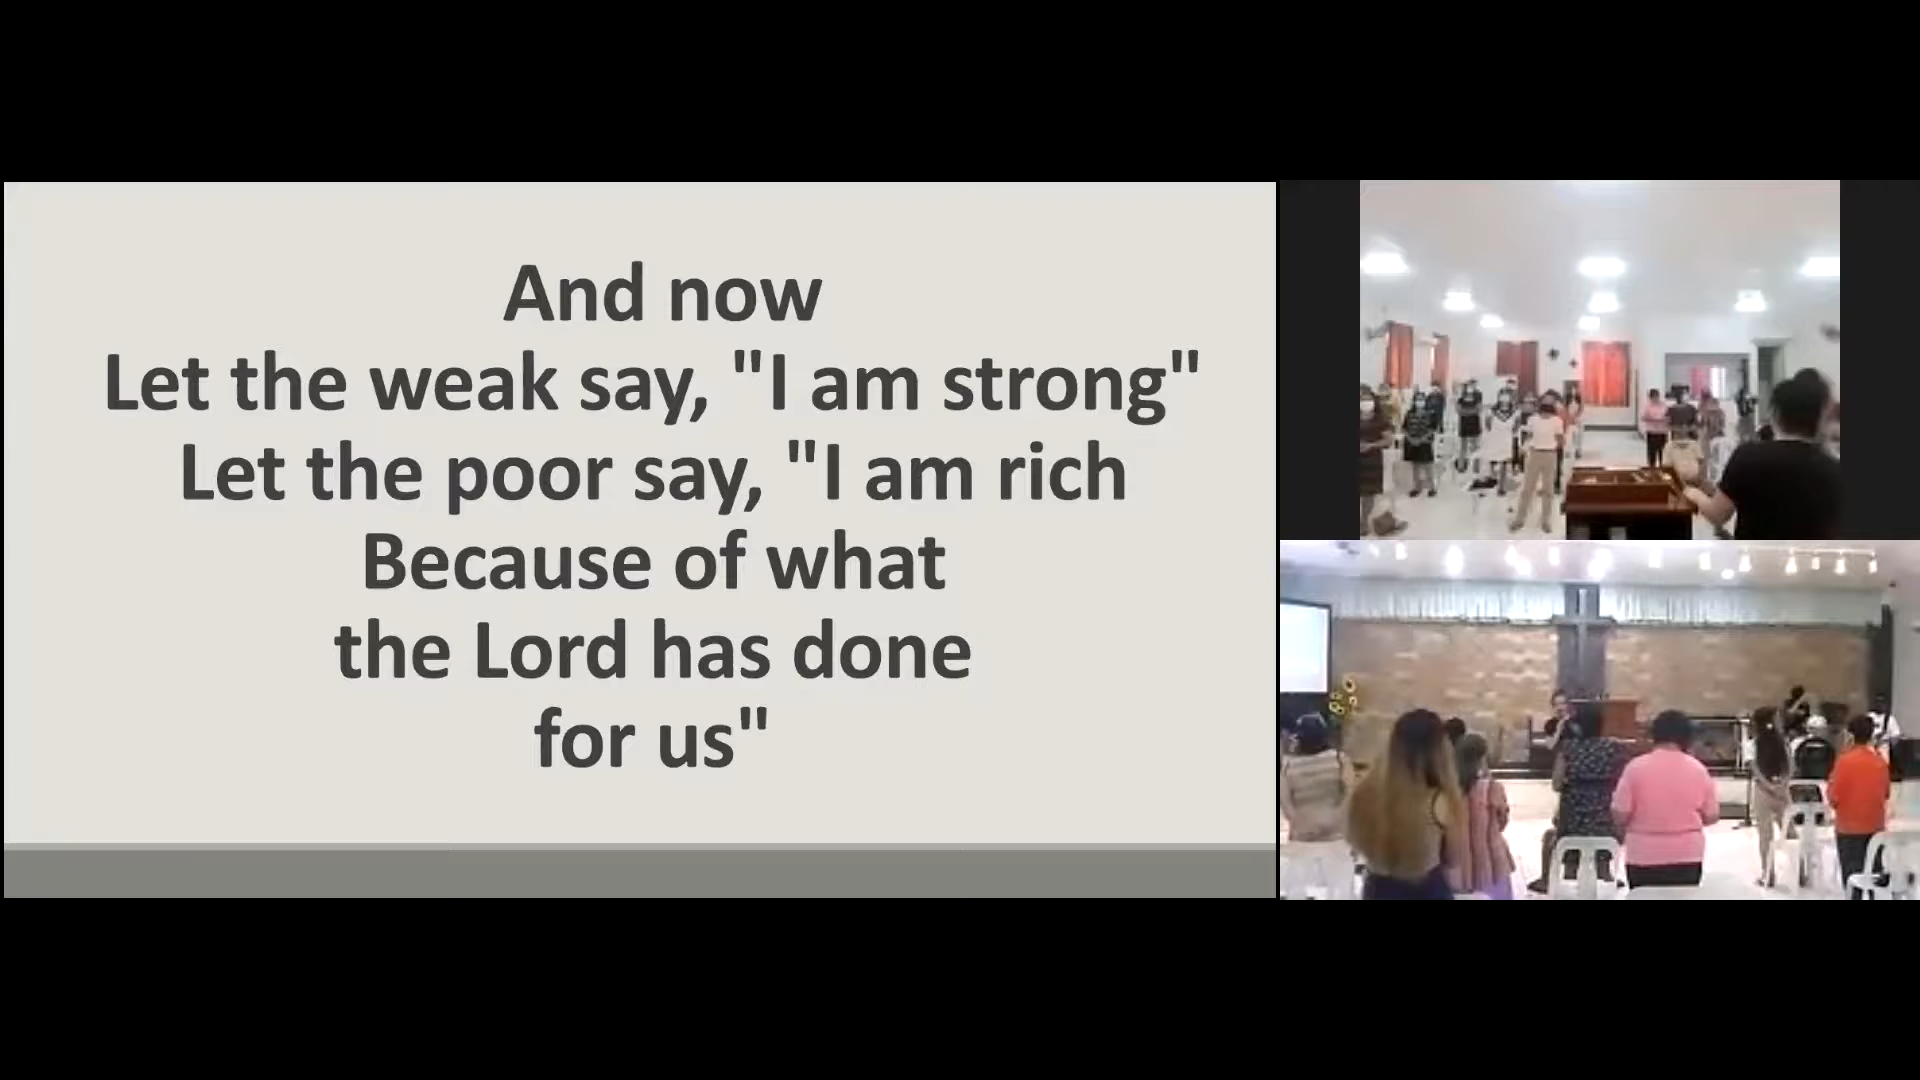 And now
Let the weak say, "I am strong"
Let the poor say, "I am rich
Because of what
the Lord has done
for us"